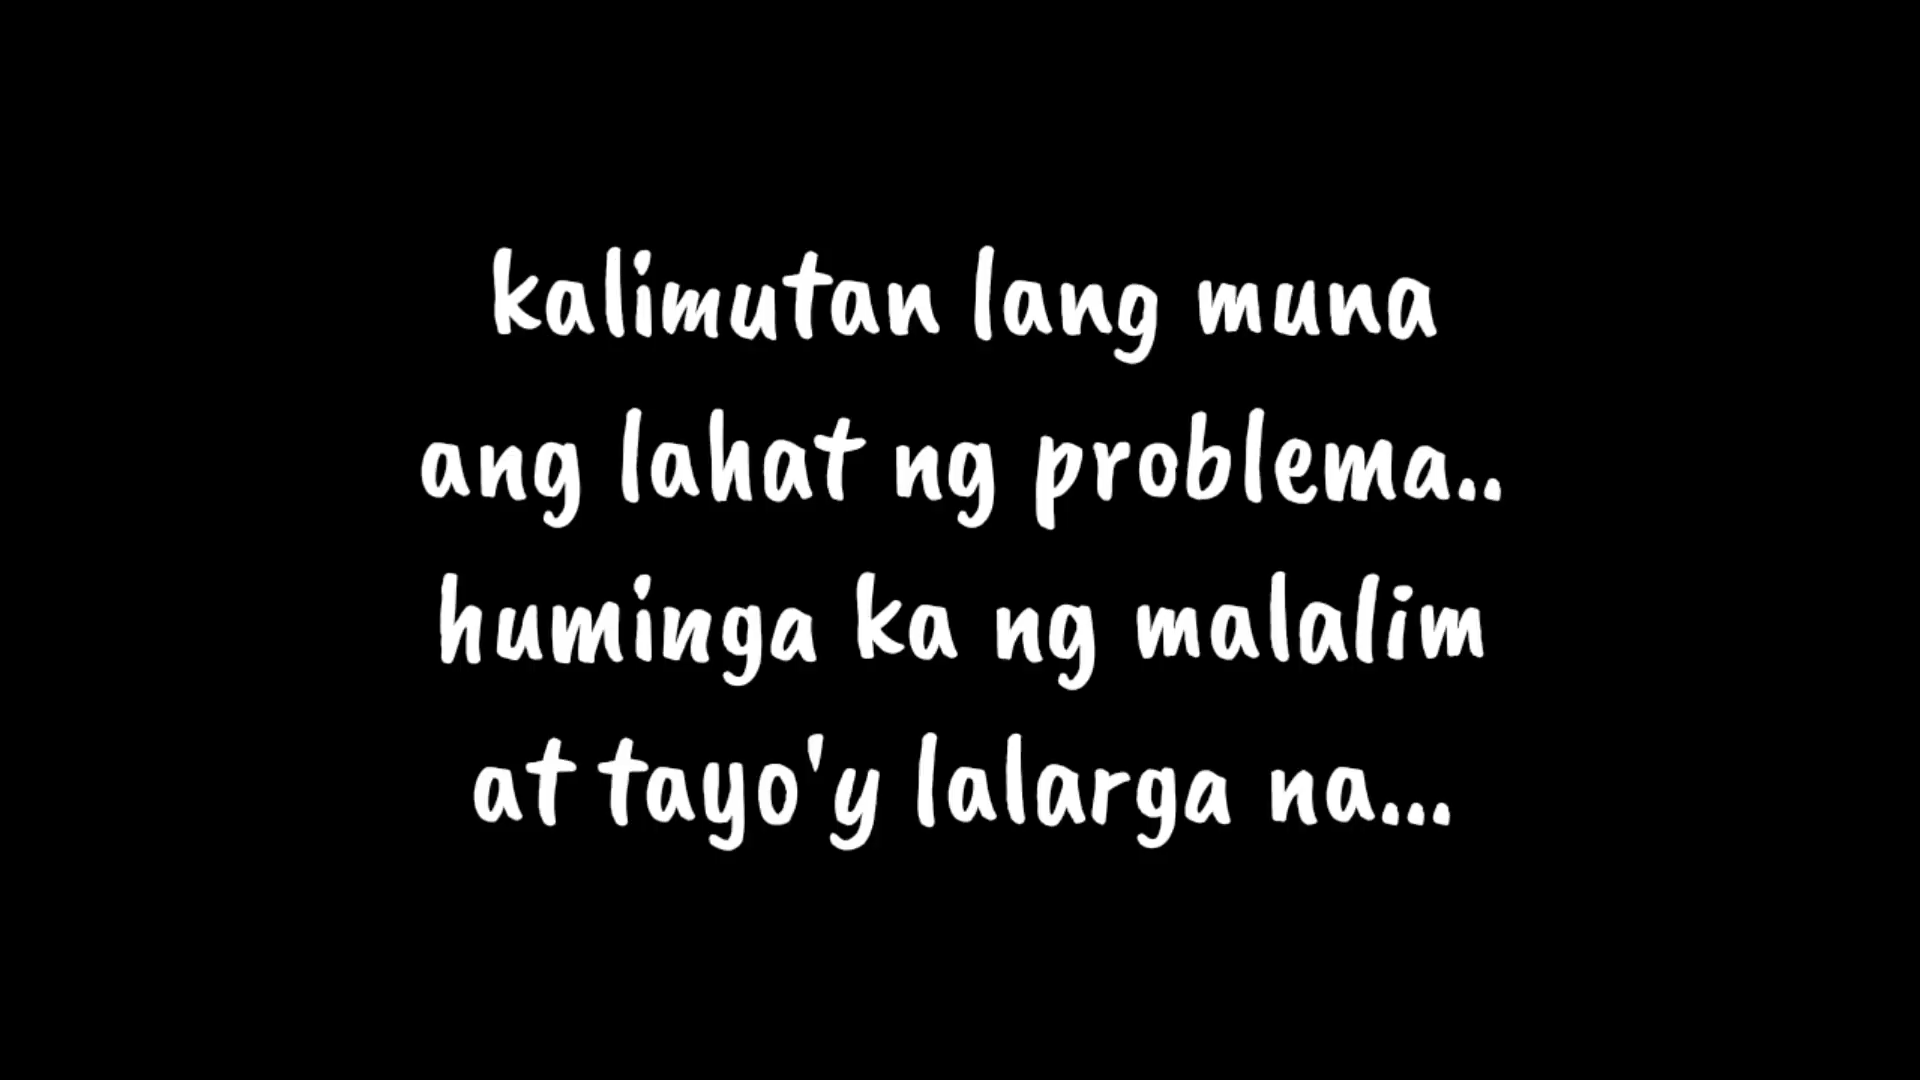 kalimutan lang muna
ang lahat ng problema..
huminga ka ng malalim
at tayo'y lalarga na...